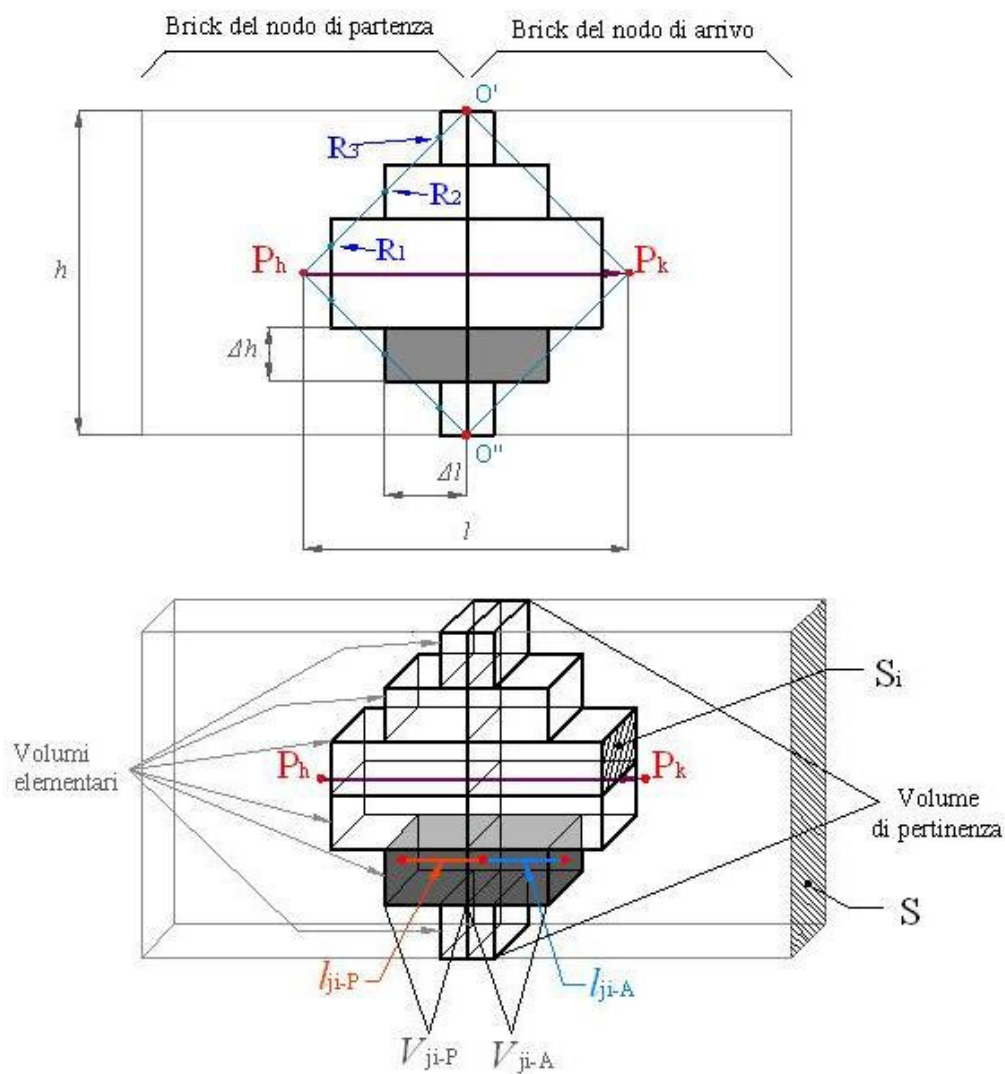 Brick del nodo di partenza
Brick del nodo di arrivo
O'
R3
R2
R1
h
Ph
Pk
Δh
O"
Δl
l
Si
Volumi
elementari
Ph
Pk
Volume
di pertinenza
S
lji-P
lji-A
Vji-P
Vji-A